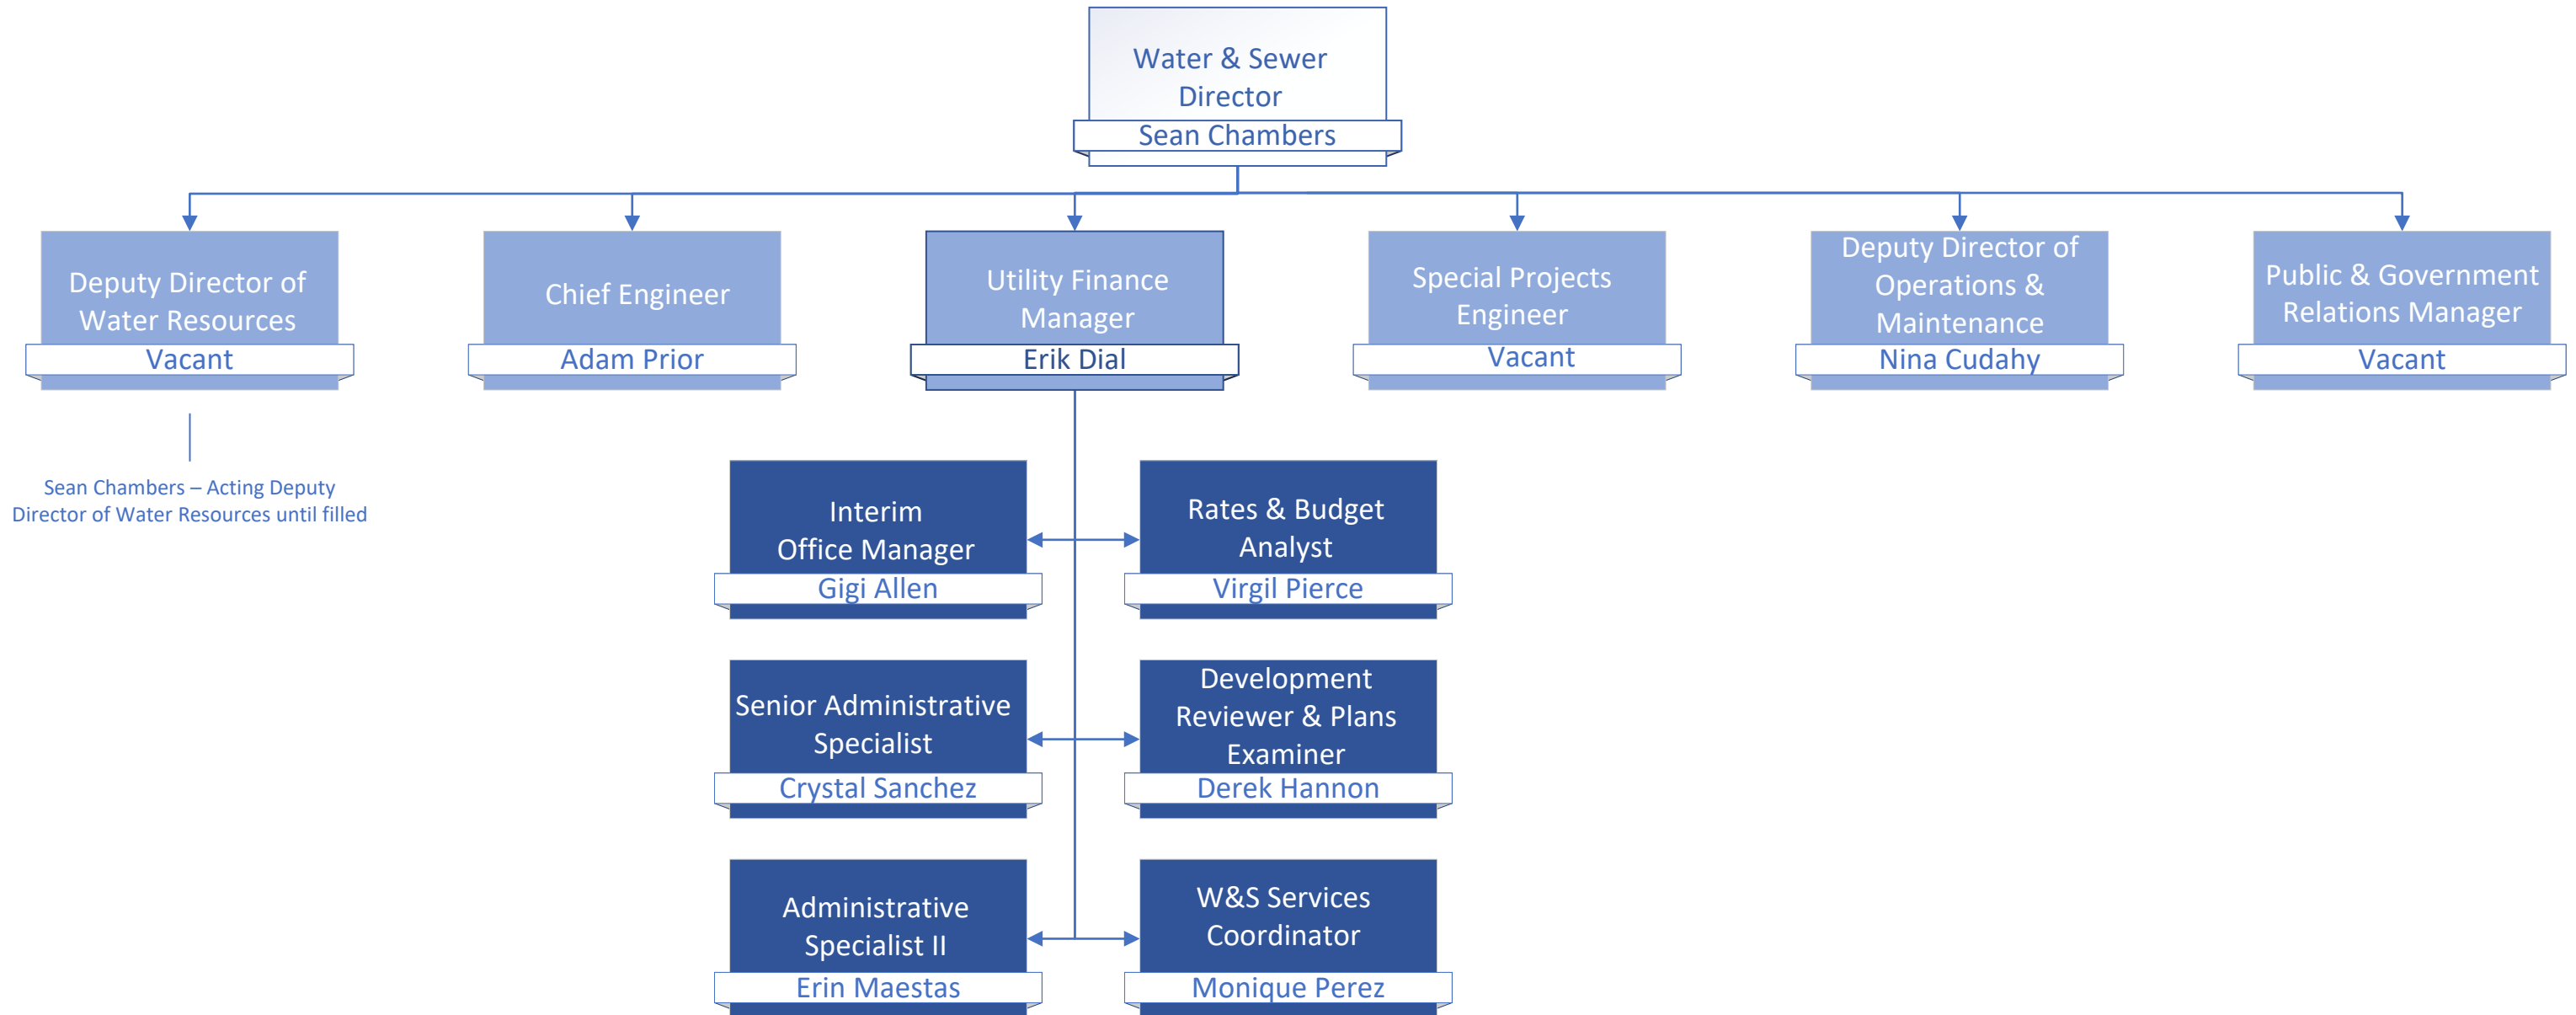 Water & Sewer
Director
Sean Chambers
Deputy Director of
Water Resources
Vacant
Chief Engineer
Adam Prior
Utility Finance
Manager
Erik Dial
Special Projects
Engineer
Vacant
Deputy Director of
Operations &
Maintenance
Nina Cudahy
Public & Government
Relations Manager
Vacant
Sean Chambers – Acting Deputy
Director of Water Resources until filled
Interim
Office Manager
Gigi Allen
Rates & Budget
Analyst
Virgil Pierce
Senior Administrative
Specialist
Crystal Sanchez
Development
Reviewer & Plans
Examiner
Derek Hannon
Administrative
Specialist II
Erin Maestas
W&S Services
Coordinator
Monique Perez